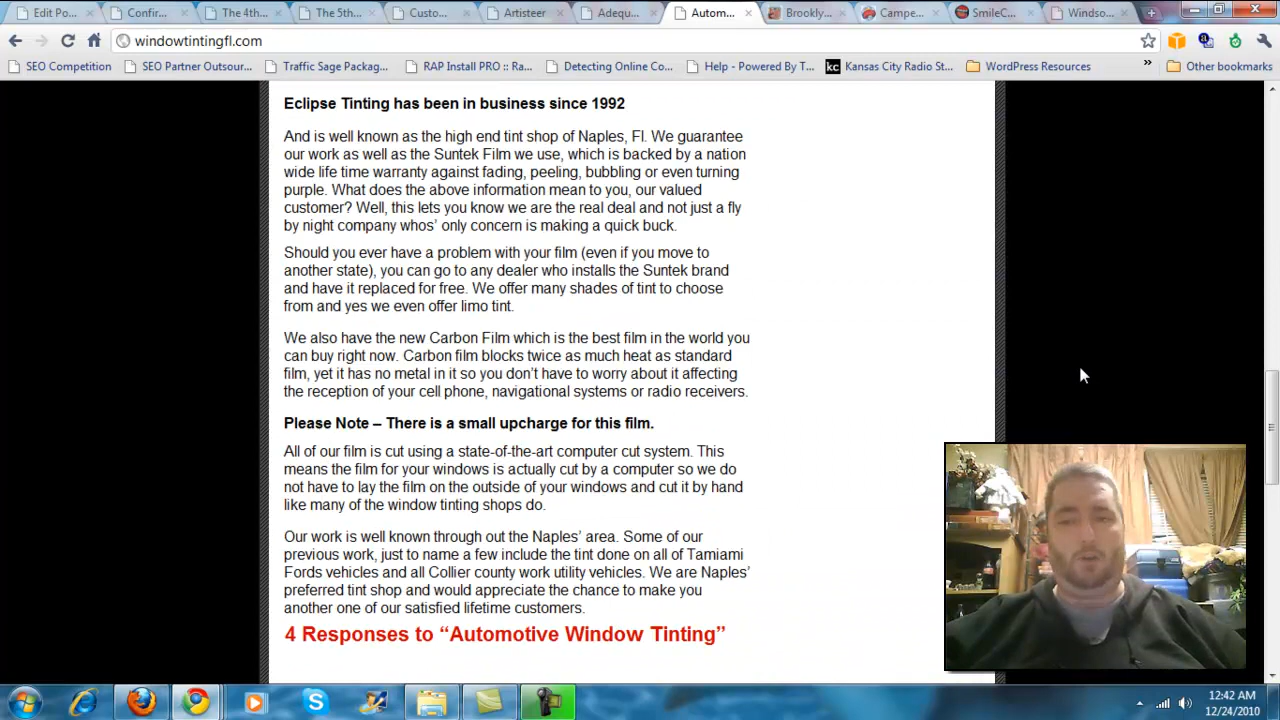 Edit Po...
Confir...
The 4th...
The 5th...
Custo...
Artisteer
Adequ...
Autom...
Brookly...
Campe...
SmileC...
Windso...
windowtintingfl.com
SEO Competition
SEO Partner Outsour...
Traffic Sage Packag...
RAP Install PRO :: Ra...
Detecting Online Co...
Help - Powered By T...
kc Kansas City Radio St...
WordPress Resources
»
Other bookmarks
Eclipse Tinting has been in business since 1992
And is well known as the high end tint shop of Naples, Fl. We guarantee
our work as well as the Suntek Film we use, which is backed by a nation
wide life time warranty against fading, peeling, bubbling or even turning
purple. What does the above information mean to you, our valued
customer? Well, this lets you know we are the real deal and not just a fly
by night company whos’ only concern is making a quick buck.
Should you ever have a problem with your film (even if you move to
another state), you can go to any dealer who installs the Suntek brand
and have it replaced for free. We offer many shades of tint to choose
from and yes we even offer limo tint.
We also have the new Carbon Film which is the best film in the world you
can buy right now. Carbon film blocks twice as much heat as standard
film, yet it has no metal in it so you don’t have to worry about it affecting
the reception of your cell phone, navigational systems or radio receivers.
Please Note – There is a small upcharge for this film.
All of our film is cut using a state-of-the-art computer cut system. This
means the film for your windows is actually cut by a computer so we do
not have to lay the film on the outside of your windows and cut it by hand
like many of the window tinting shops do.
Our work is well known through out the Naples’ area. Some of our
previous work, just to name a few include the tint done on all of Tamiami
Fords vehicles and all Collier county work utility vehicles. We are Naples’
preferred tint shop and would appreciate the chance to make you
another one of our satisfied lifetime customers.
4 Responses to “Automotive Window Tinting”
12:42 AM
12/24/2010